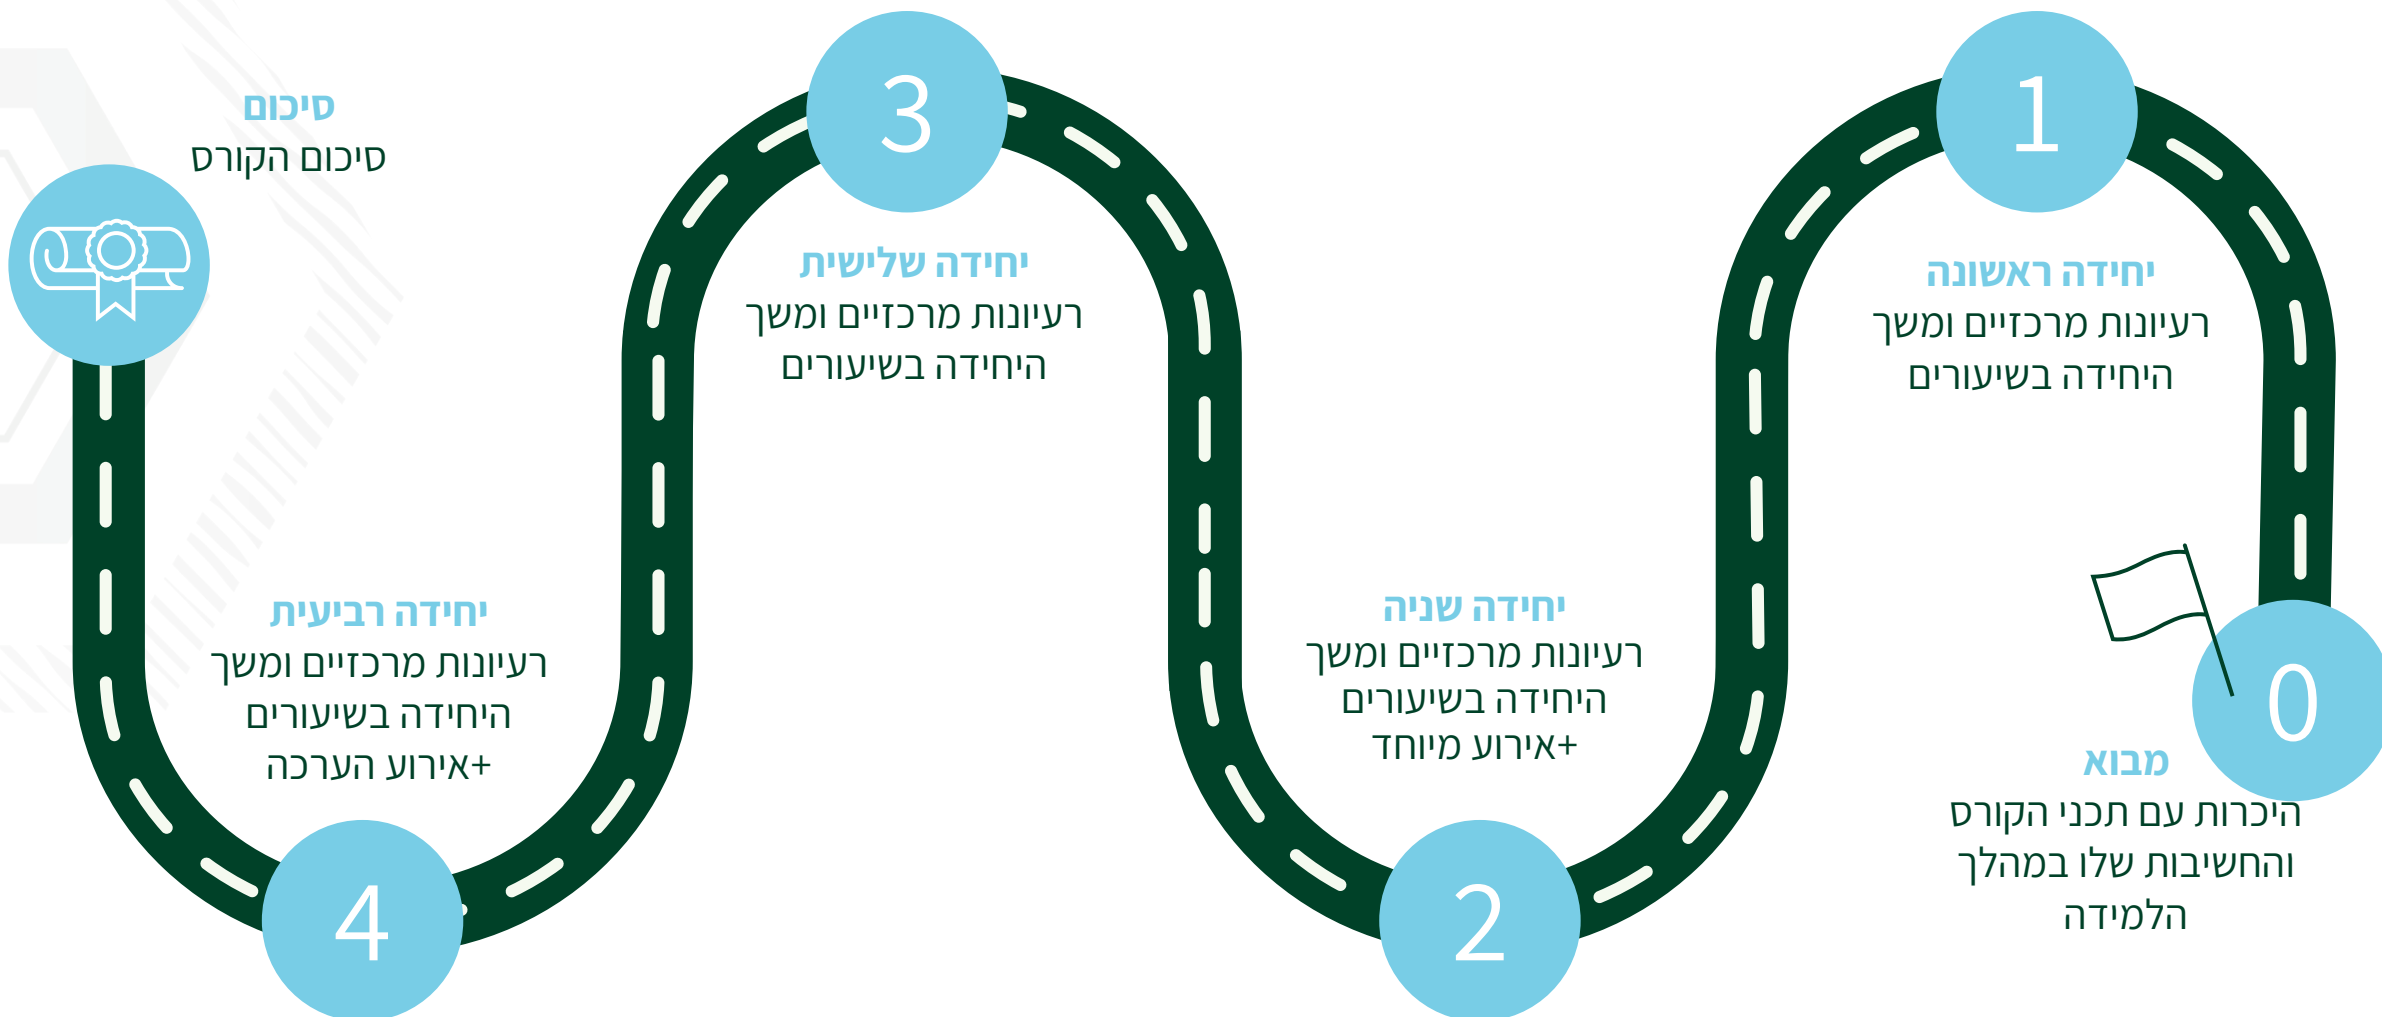 0
מבוא
היכרות עם תכני הקורס
והחשיבות שלו במהלך
הלמידה
1
יחידה ראשונה
רעיונות מרכזיים ומשך
היחידה בשיעורים
2
יחידה שניה
רעיונות מרכזיים ומשך
היחידה בשיעורים
+אירוע מיוחד
3
יחידה שלישית
רעיונות מרכזיים ומשך
היחידה בשיעורים
4
יחידה רביעית
רעיונות מרכזיים ומשך
היחידה בשיעורים
+אירוע הערכה
סיכום
סיכום הקורס